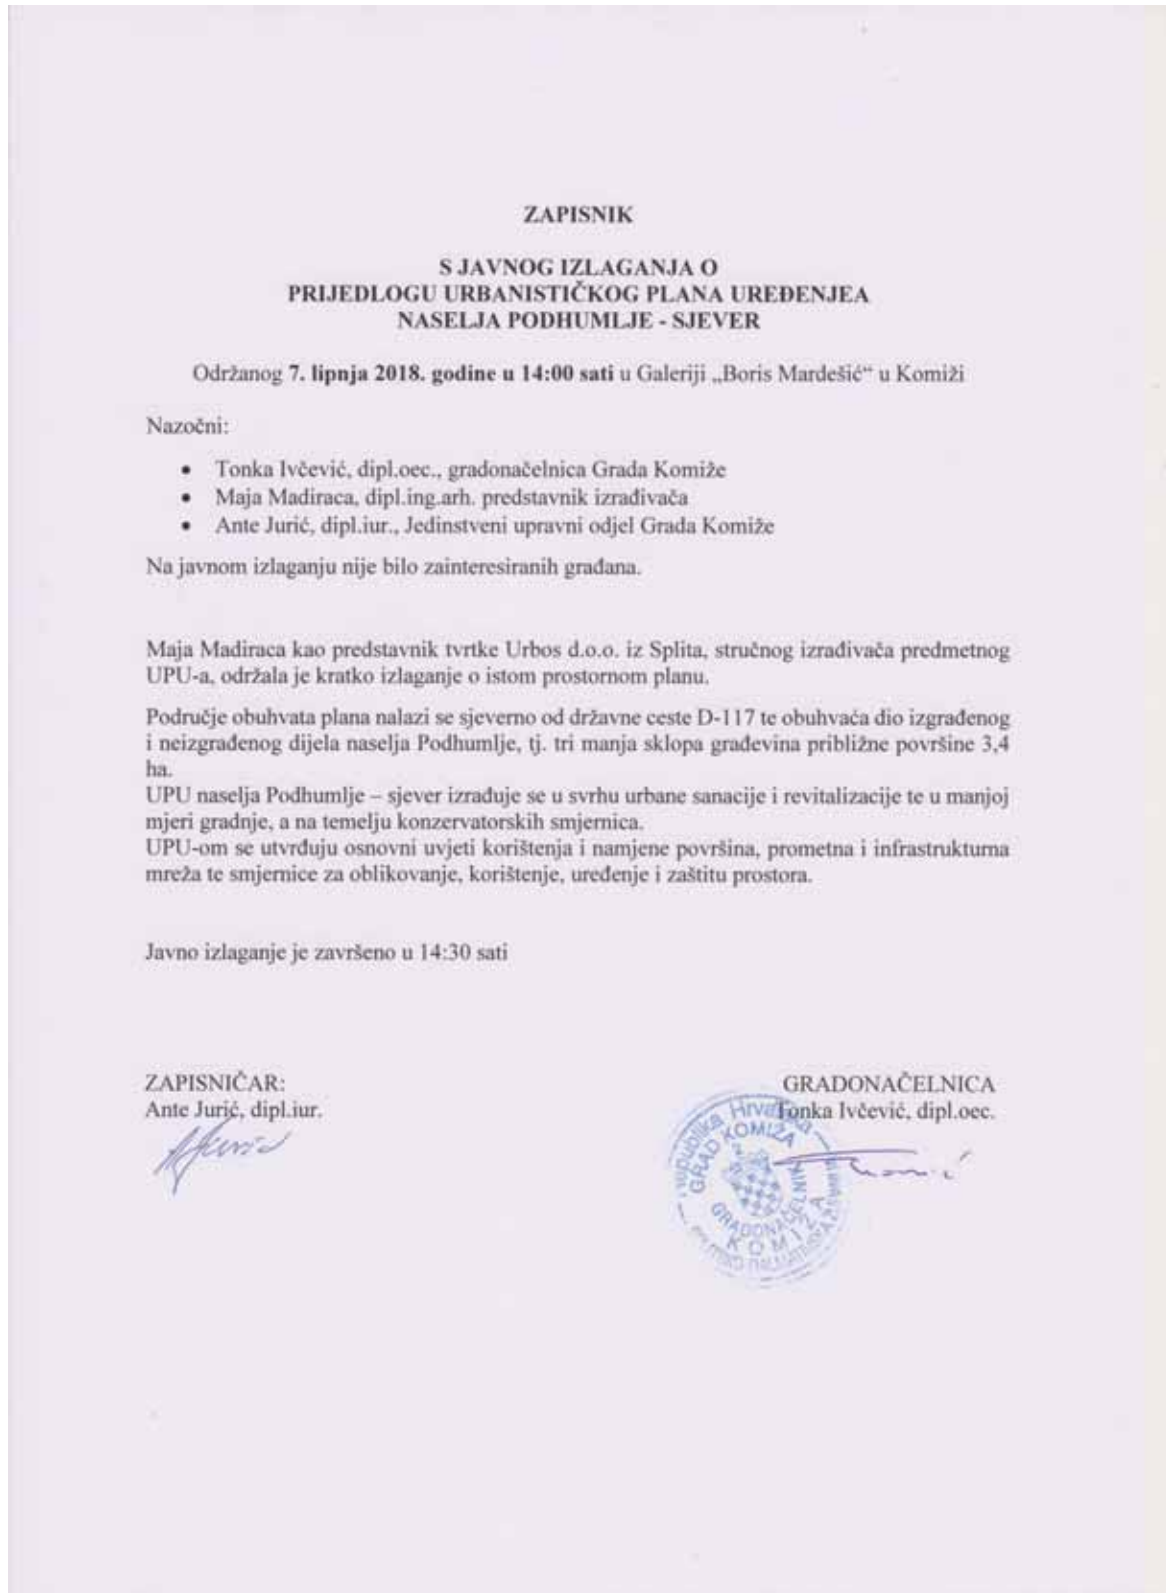 ZAPISNIK
S JAVNOG IZLAGANJA O
PRIJEDLOGU URBANISTIČKOG PLANA UREĐENJEA
NASELJA PODHUMLJE - SJEVER
Održanog 7. lipnja 2018. godine u 14:00 sati u Galeriji „Boris Mardešić“ u Komiži
Nazočni:
• Tonka Ivčević, dipl.oec., gradonačelnica Grada Komiže
• Maja Madiraca, dipl.ing.arh. predstavnik izrađivača
• Ante Jurić, dipl.iur., Jedinstveni upravni odjel Grada Komiže
Na javnom izlaganju nije bilo zainteresiranih građana.
Maja Madiraca kao predstavnik tvrtke Urbos d.o.o. iz Splita, stručnog izrađivača predmetnog
UPU-a, održala je kratko izlaganje o istom prostornom planu.
Područje obuhvata plana nalazi se sjeverno od državne ceste D-117 te obuhvaća dio izgrađenog
i neizgrađenog dijela naselja Podhumlje, tj. tri manja sklopa građevina približne površine 3,4
ha.
UPU naselja Podhumlje – sjever izrađuje se u svrhu urbane sanacije i revitalizacije te u manjoj
mjeri gradnje, a na temelju konzervatorskih smjernica.
UPU-om se utvrđuju osnovni uvjeti korištenja i namjene površina, prometna i infrastrukturna
mreža te smjernice za oblikovanje, korištenje, uređenje i zaštitu prostora.
Javno izlaganje je završeno u 14:30 sati
ZAPISNIČAR:
Ante Jurić, dipl.iur.
GRADONAČELNICA
Tonka Ivčević, dipl.oec.
Republika Hrvatska
GRAD KOMIŽA
GRADONAČELNIK
KOMIŽA